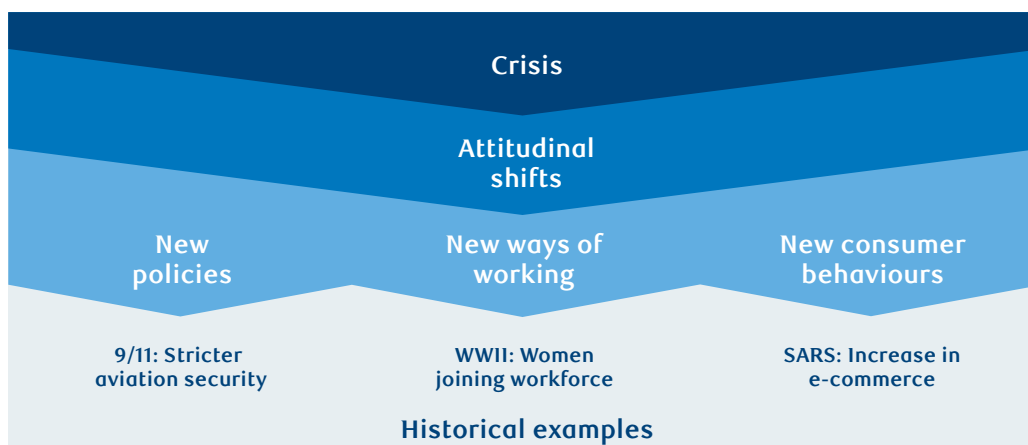 Crisis
Attitudinal
shifts
New
policies
New ways of
working
New consumer
behaviours
9/11: Stricter
aviation security
WWII: Women
joining workforce
SARS: Increase in
e-commerce
Historical examples